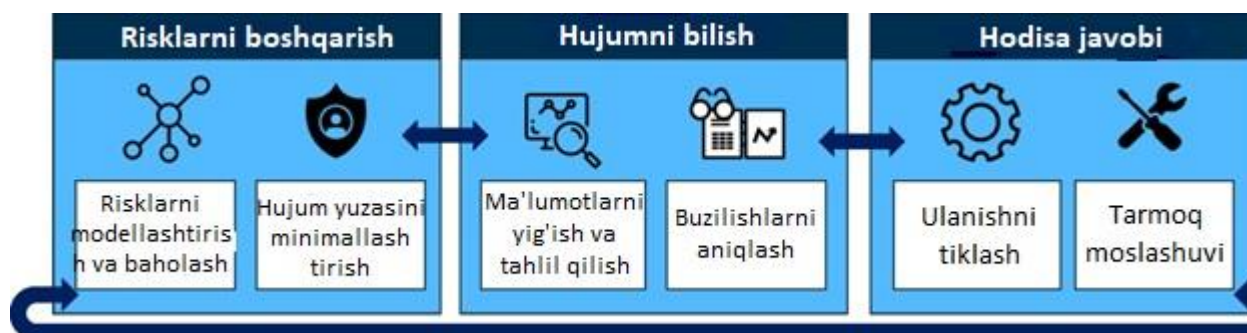 Risklarni boshqarish
Hujumni bilish
Hodisa javobi
Risklarni
modellashtiris
h va baholash
Hujum yuzasini
minimallash
tirish
Ma'lumotlarni
yig'ish va
tahlil qilish
Buzilishlarni
aniqlash
Ulanishni
tiklash
Tarmoq
moslashuvi